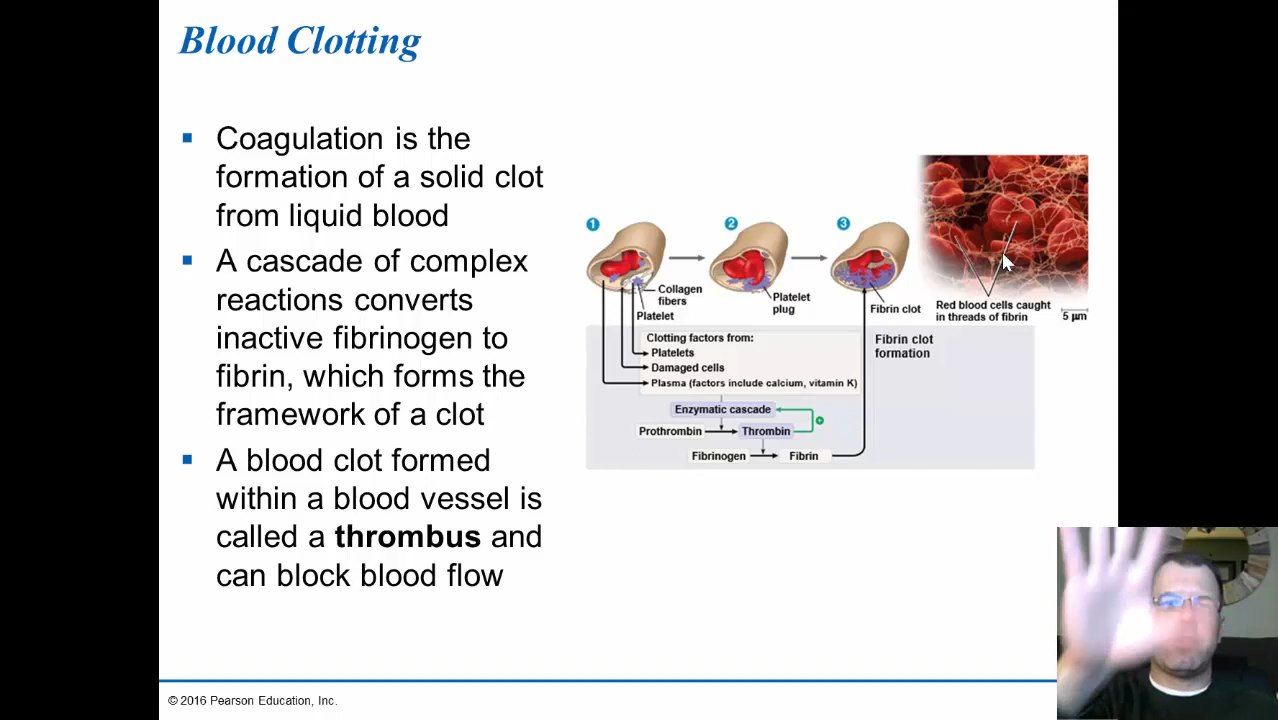 Blood Clotting
Coagulation is the
formation of a solid clot
from liquid blood
A cascade of complex
reactions converts
inactive fibrinogen to
fibrin, which forms the
framework of a clot
A blood clot formed
within a blood vessel is
called a thrombus and
can block blood flow
1
2
3
Collagen
fibers
Platelet
Platelet
plug
Fibrin clot
Red blood cells caught
in threads of fibrin
5 µm
Clotting factors from:
Platelets
Damaged cells
Plasma (factors include calcium, vitamin K)
Enzymatic cascade
+
Prothrombin
Thrombin
Fibrinogen
Fibrin
Fibrin clot
formation
© 2016 Pearson Education, Inc.